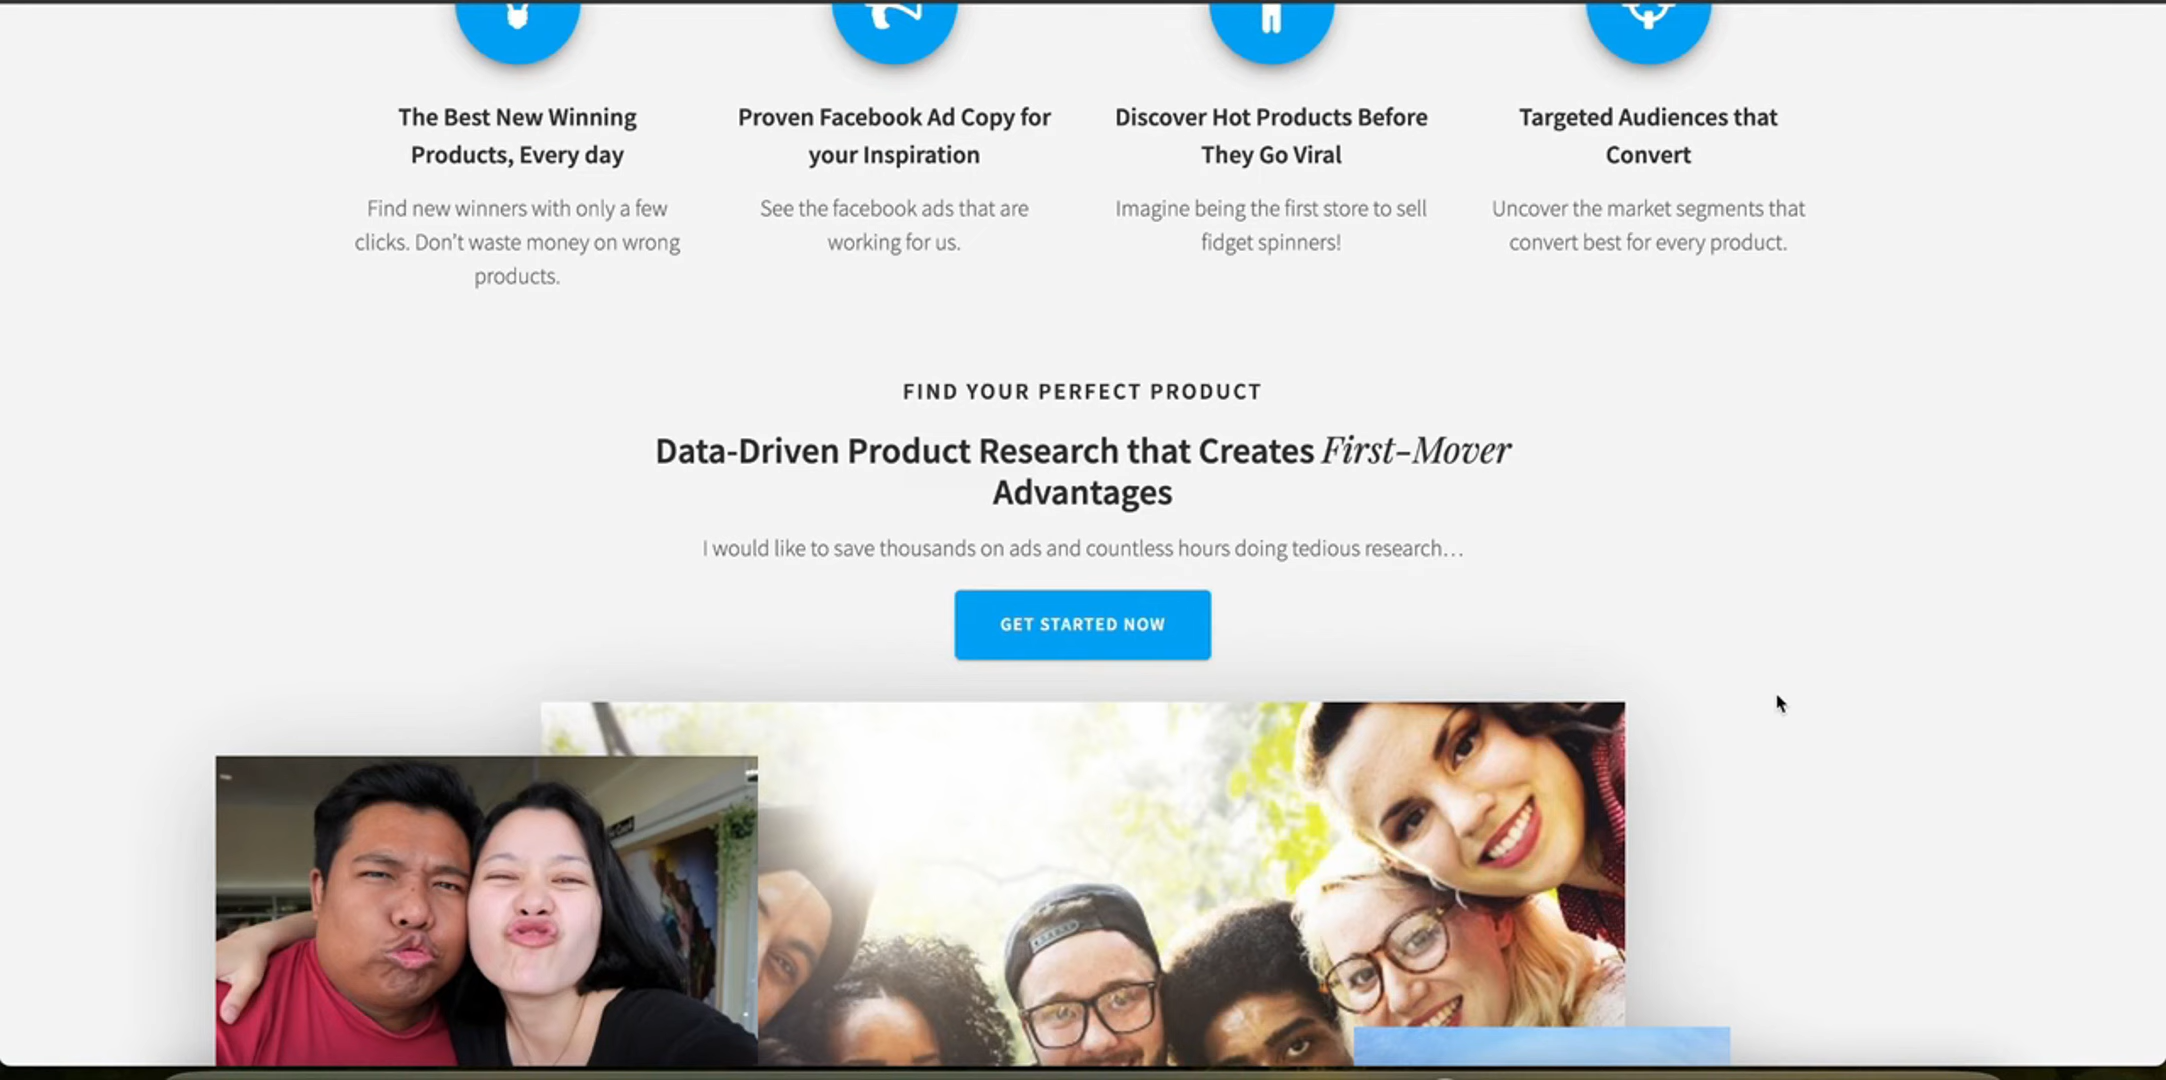 The Best New Winning
Products, Every day
Find new winners with only a few
clicks. Don’t waste money on wrong
products.
Proven Facebook Ad Copy for
your Inspiration
See the facebook ads that are
working for us.
Discover Hot Products Before
They Go Viral
Imagine being the first store to sell
fidget spinners!
Targeted Audiences that
Convert
Uncover the market segments that
convert best for every product.
FIND YOUR PERFECT PRODUCT
Data-Driven Product Research that Creates First-Mover
Advantages
I would like to save thousands on ads and countless hours doing tedious research…
GET STARTED NOW